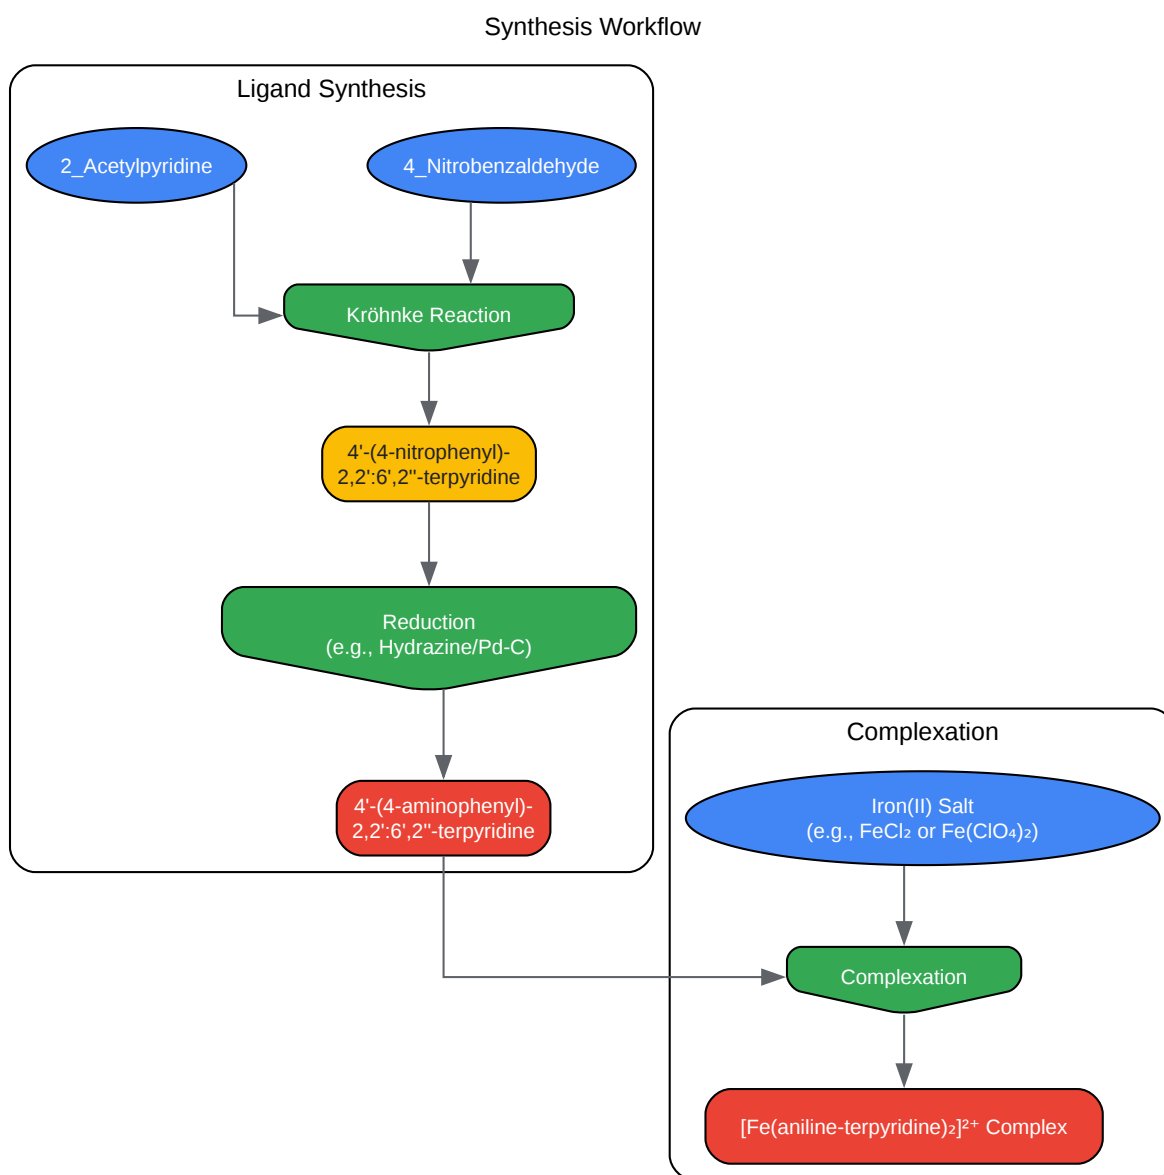 Synthesis Workflow
Ligand Synthesis
2_Acetylpyridine
4_Nitrobenzaldehyde
Kröhnke Reaction
4'-(4-nitrophenyl)-
2,2':6',2"-terpyridine
Reduction
(e.g., Hydrazine/Pd-C)
4'-(4-aminophenyl)-
2,2':6',2"-terpyridine
Complexation
Iron(II) Salt
(e.g., FeCl₂ or Fe(ClO₄)₂)
Complexation
[Fe(aniline-terpyridine)₂]²⁺ Complex